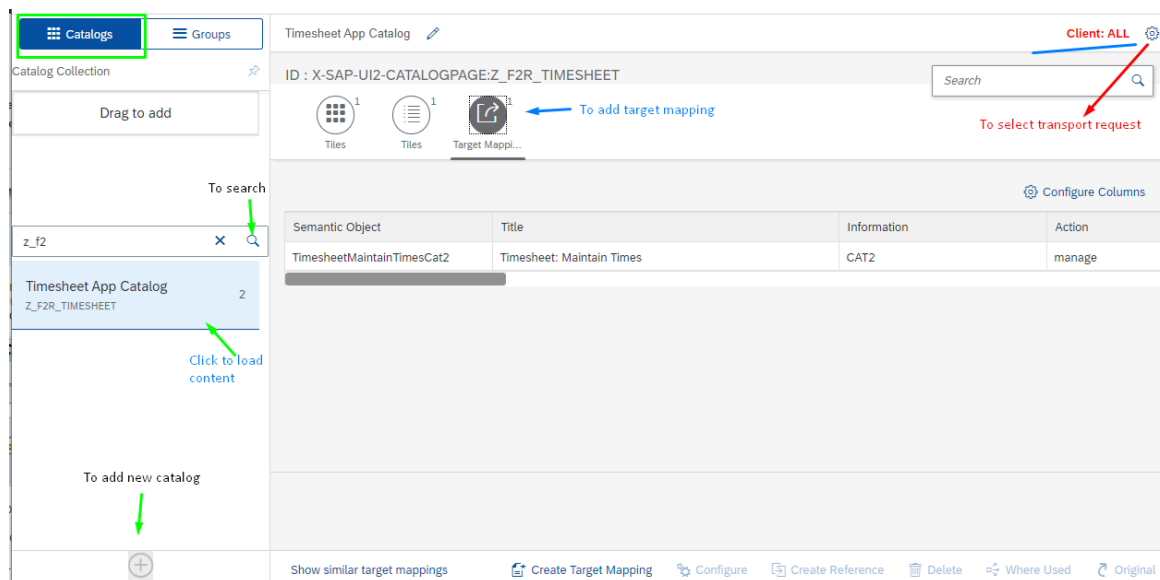 Catalogs
Groups
Timesheet App Catalog
Client: ALL
Catalog Collection
ID : X-SAP-UI2-CATALOGPAGE:Z_F2R_TIMESHEET
Search
Drag to add
1
1
1
To add target mapping
To select transport request
Tiles
Tiles
Target Mappi...
To search
Configure Columns
z_f2
Semantic Object
Title
Information
Action
TimesheetMaintainTimesCat2
Timesheet: Maintain Times
CAT2
manage
Timesheet App Catalog
2
Z_F2R_TIMESHEET
Click to load
content
To add new catalog
Show similar target mappings
Create Target Mapping
Configure
Create Reference
Delete
Where Used
Original